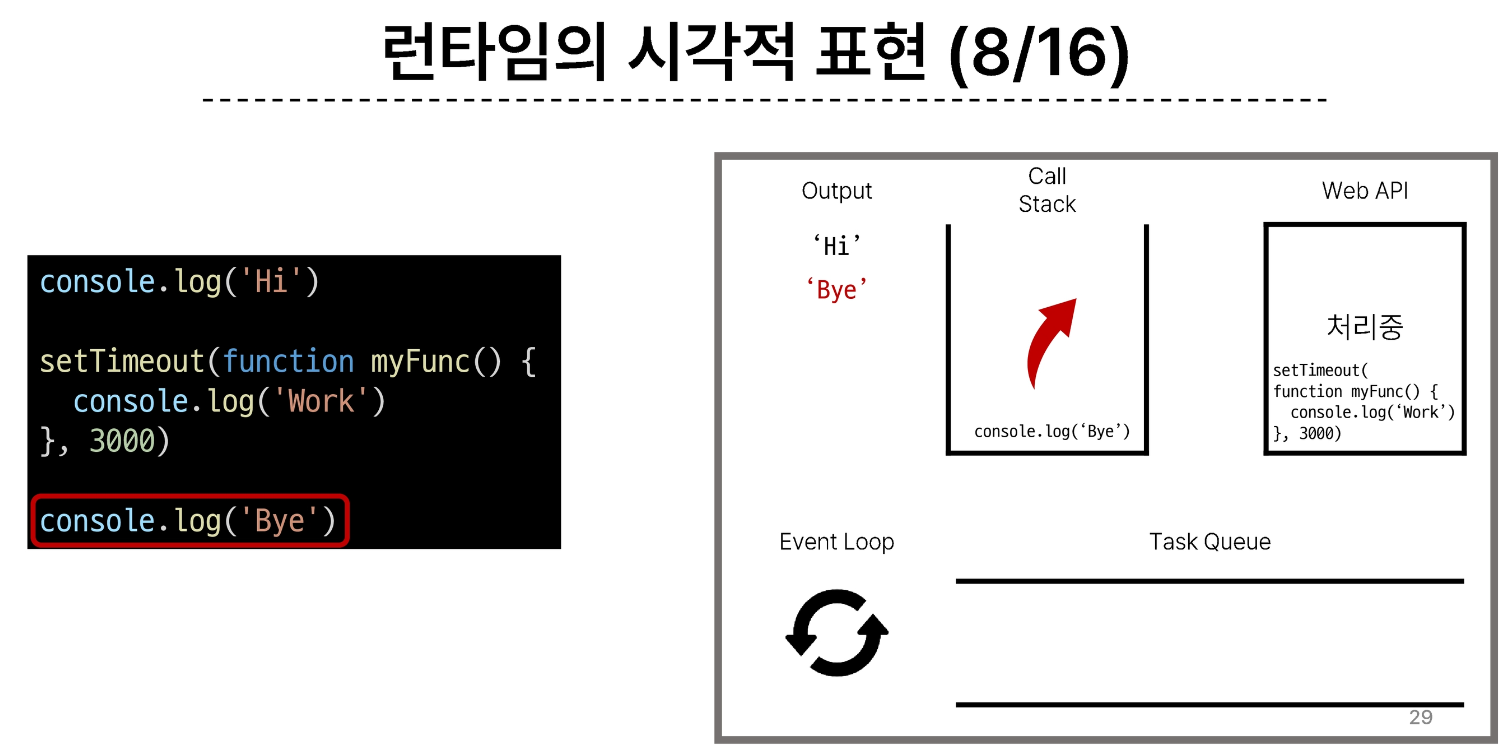 런타임의 시각적 표현 (8/16)
console.log('Hi')
setTimeout(function myFunc() {
  console.log('Work')
}, 3000)
console.log('Bye')
Output
‘Hi’
‘Bye’
Call
Stack
console.log(‘Bye’)
Web API
처리중
setTimeout(
function myFunc() {
  console.log(‘Work’)
}, 3000)
Event Loop
Task Queue
29